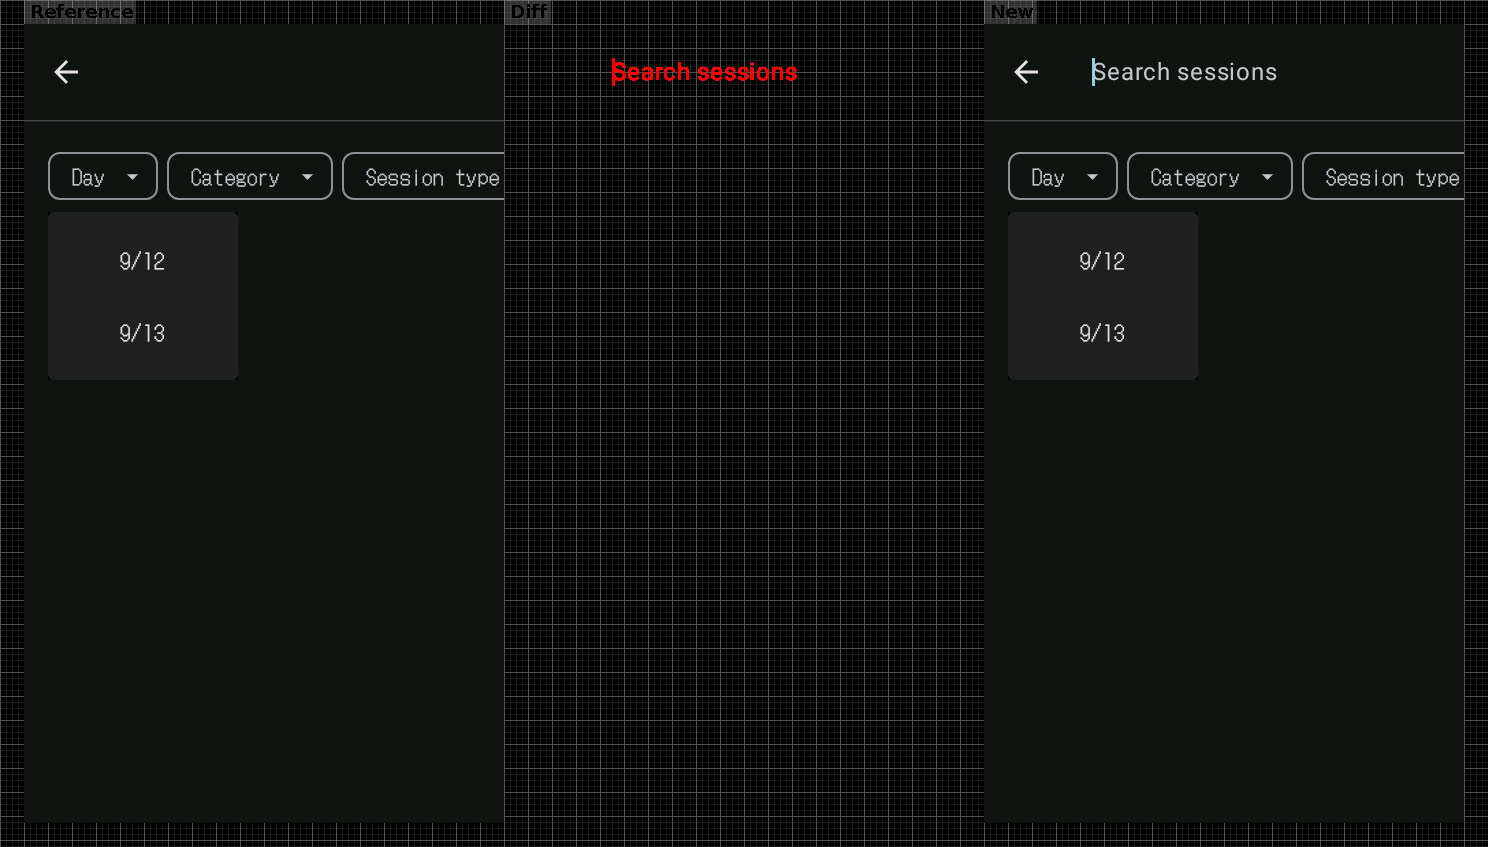 Reference
Diff
New
Search sessions
Search sessions
Day
Category
Session type
Day
Category
Session type
9/12
9/12
9/13
9/13